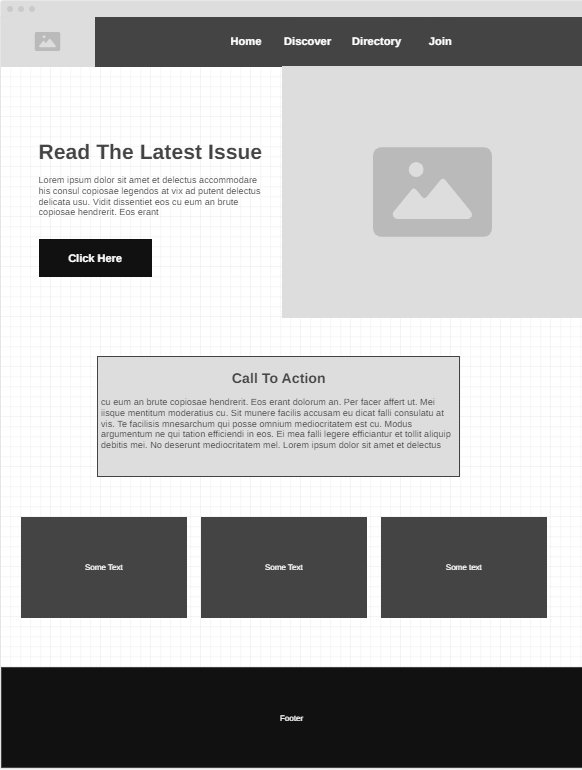 Home Discover Directory Join
Read The Latest Issue
Lorem ipsum dolor sit amet et delectus accommodare
his consul copiosae legendos at vix ad putent delectus
delicata usu. Vidit dissentiet eos cu eum an brute
copiosae hendrerit. Eos erant
Click Here
Call To Action
cu eum an brute copiosae hendrerit. Eos erant dolorum an. Per facer affert ut. Mei
iisque mentitum moderatius cu. Sit munere facilis accusam eu dicat falli consulatu at
vis. Te facilisis mnesarchum qui posse omnium mediocritatem est cu. Modus
argumentum ne qui tation efficiendi in eos. Ei mea falli legere efficiantur et tollit aliquip
debitis mei. No deserunt mediocritatem mel. Lorem ipsum dolor sit amet et delectus
Some Text Some Text Some text
Footer